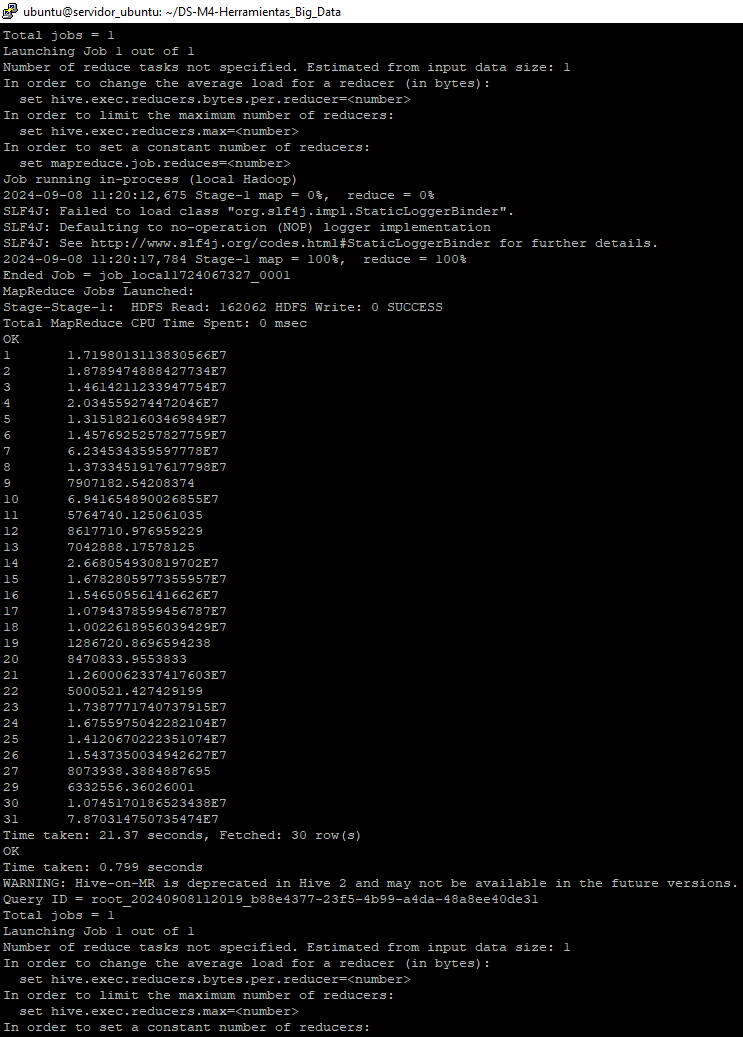 ubuntu@servidor_ubuntu: ~/DS-M4-Herramientas_Big_Data
Total jobs = 1
Launching Job 1 out of 1
Number of reduce tasks not specified. Estimated from input data size: 1
In order to change the average load for a reducer (in bytes):
  set hive.exec.reducers.bytes.per.reducer=<number>
In order to limit the maximum number of reducers:
  set hive.exec.reducers.max=<number>
In order to set a constant number of reducers:
  set mapreduce.job.reduces=<number>
Job running in-process (local Hadoop)
2024-09-08 11:20:12,675 Stage-1 map = 0%,  reduce = 0%
SLF4J: Failed to load class "org.slf4j.impl.StaticLoggerBinder".
SLF4J: Defaulting to no-operation (NOP) logger implementation
SLF4J: See http://www.slf4j.org/codes.html#StaticLoggerBinder for further details.
2024-09-08 11:20:17,784 Stage-1 map = 100%,  reduce = 100%
Ended Job = job_local1724067327_0001
MapReduce Jobs Launched:
Stage-Stage-1:  HDFS Read: 162062 HDFS Write: 0 SUCCESS
Total MapReduce CPU Time Spent: 0 msec
OK
1       1.7198013113830566E7
2       1.8789474888427734E7
3       1.4614211233947754E7
4       2.034559274472046E7
5       1.3151821603469849E7
6       1.4576925257827759E7
7       6.234534359597778E7
8       1.3733451917617798E7
9       7907182.54208374
10      6.941654890026855E7
11      5764740.125061035
12      8617710.976959229
13      7042888.17578125
14      2.668054930819702E7
15      1.6782805977355957E7
16      1.546509561416626E7
17      1.0794378599456787E7
18      1.0022618956039429E7
19      1286720.8696594238
20      8470833.9553833
21      1.2600062337417603E7
22      5000521.427429199
23      1.7387771740737915E7
24      1.6755975042282104E7
25      1.4120670222351074E7
26      1.5437350034942627E7
27      8073938.3884887695
29      6332556.36026001
30      1.0745170186523438E7
31      7.870314750735474E7
Time taken: 21.37 seconds, Fetched: 30 row(s)
OK
Time taken: 0.799 seconds
WARNING: Hive-on-MR is deprecated in Hive 2 and may not be available in the future versions.
Query ID = root_20240908112019_b88e4377-23f5-4b99-a4da-48a8ee40de31
Total jobs = 1
Launching Job 1 out of 1
Number of reduce tasks not specified. Estimated from input data size: 1
In order to change the average load for a reducer (in bytes):
  set hive.exec.reducers.bytes.per.reducer=<number>
In order to limit the maximum number of reducers:
  set hive.exec.reducers.max=<number>
In order to set a constant number of reducers: